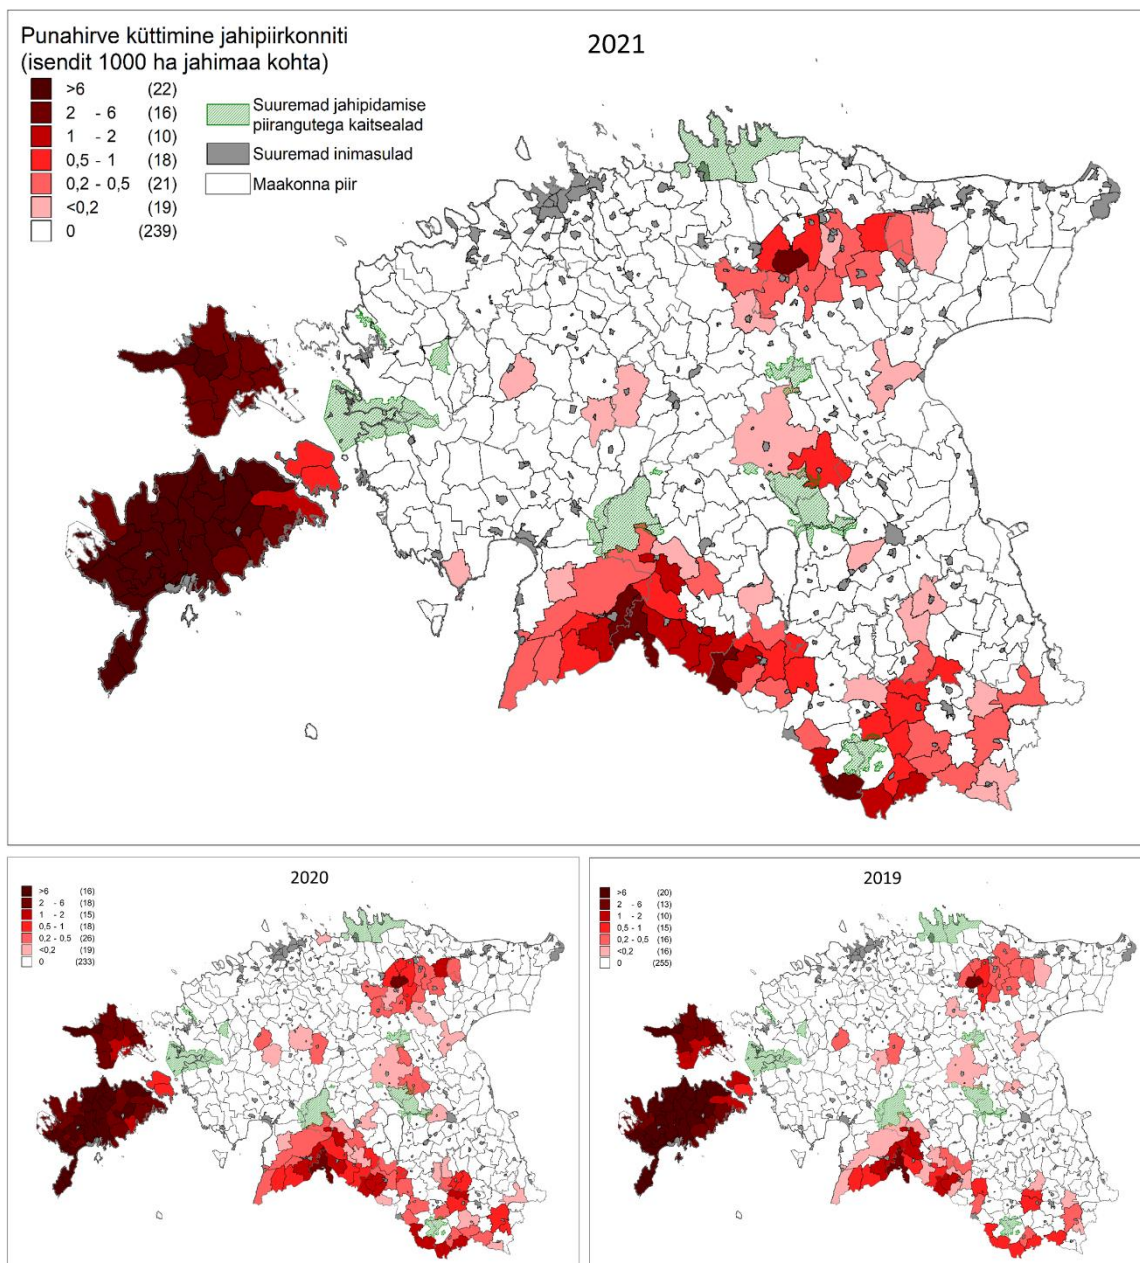 Punahirve küttimine jahipiirkonniti
(isendit 1000 ha jahimaa kohta)
2021
>6 (22)
2 - 6 (16)
1 - 2 (10)
0,5 - 1 (18)
0,2 - 0,5 (21)
<0,2 (19)
0 (239)
Suuremad jahipidamise
piirangutega kaitsealad
Suuremad inimasulad
Maakonna piir
2020
>6 (16)
2 - 6 (18)
1 - 2 (15)
0,5 - 1 (18)
0,2 - 0,5 (26)
<0,2 (19)
0 (233)
2019
>6 (20)
2 - 6 (13)
1 - 2 (10)
0,5 - 1 (15)
0,2 - 0,5 (16)
<0,2 (16)
0 (255)